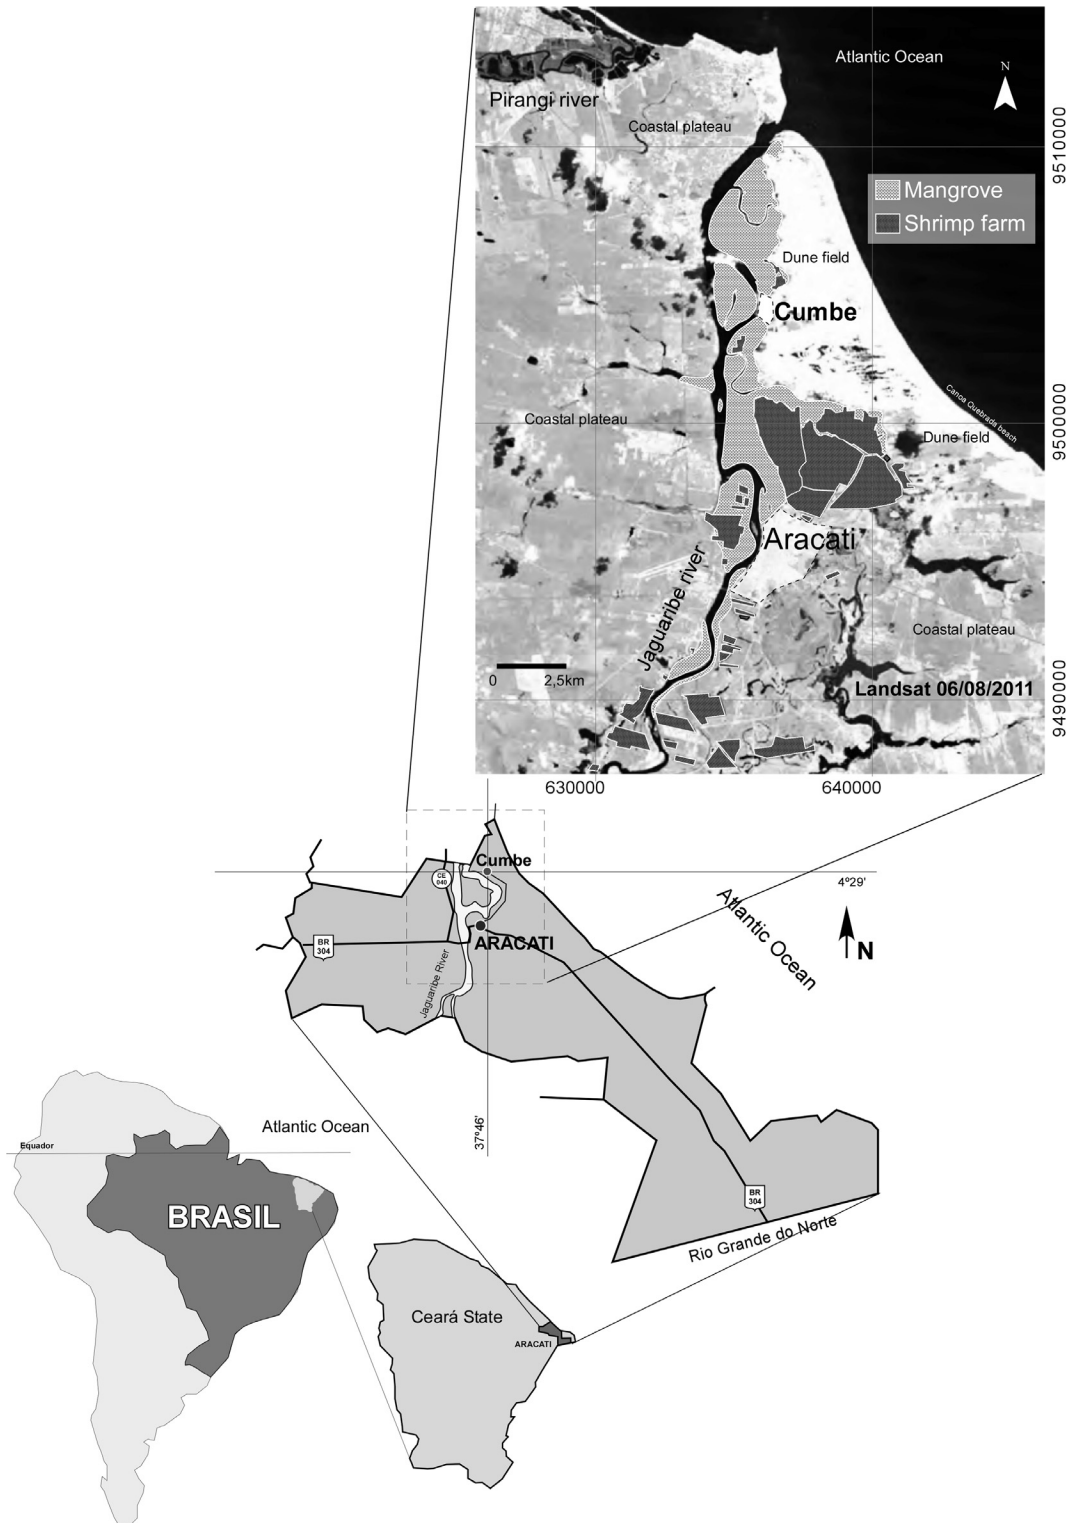 Atlantic Ocean
N
Pirangi river
Coastal plateau
9510000
Mangrove
Shrimp farm
Dune field
Cumbe
Canoa Quebrada beach
Coastal plateau
9500000
Dune field
Aracati
Jaguaribe river
Coastal plateau
0 2,5km
Landsat 06/08/2011
9490000
630000
640000
Cumbe
CE
040
4°29'
Atlantic Ocean
N
BR
304
ARACATI
Jaguaribe River
37°46'
Atlantic Ocean
Equador
BRASIL
BR
304
Rio Grande do Norte
Ceará State
ARACATI